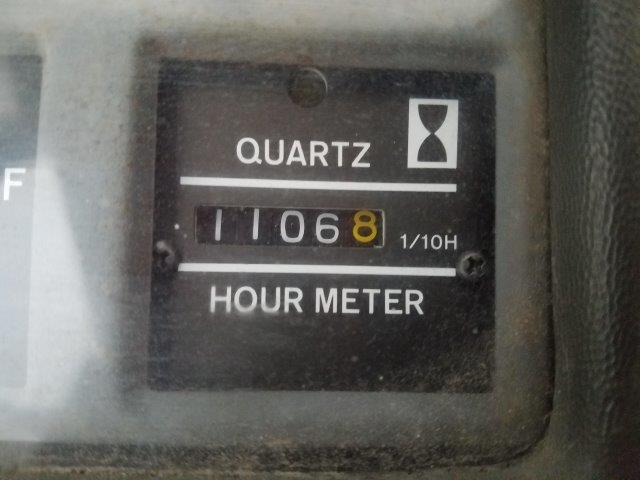 F
QUARTZ
11068 1/10H
HOUR METER